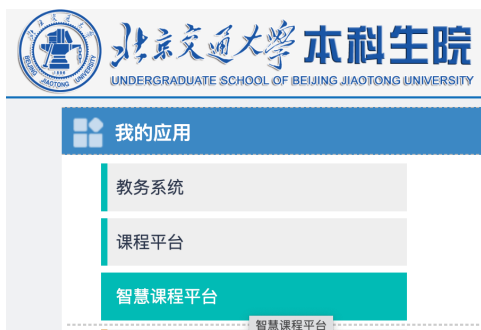 北京交通大学 本科生院
UNDERGRADUATE SCHOOL OF BEIJING JIAOTONG UNIVERSITY
我的应用
教务系统
课程平台
智慧课程平台
智慧课程平台